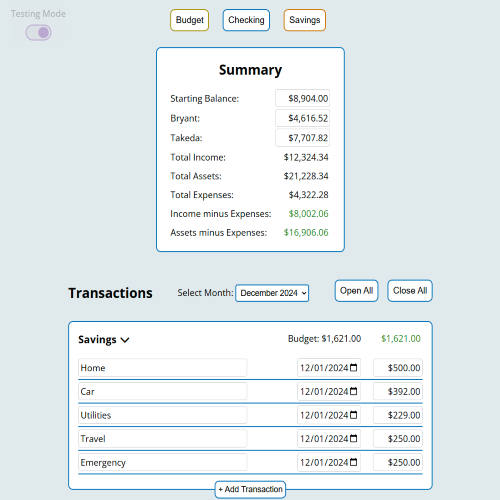 Testing Mode
Budget Checking Savings
Summary
Starting Balance: $8,904.00
Bryant: $4,616.52
Takeda: $7,707.82
Total Income: $12,324.34
Total Assets: $21,228.34
Total Expenses: $4,322.28
Income minus Expenses: $8,002.06
Assets minus Expenses: $16,906.06
Transactions Select Month: December 2024 Open All Close All
Savings Budget: $1,621.00 $1,621.00
Home 12/01/2024 $500.00
Car 12/01/2024 $392.00
Utilities 12/01/2024 $229.00
Travel 12/01/2024 $250.00
Emergency 12/01/2024 $250.00
+ Add Transaction